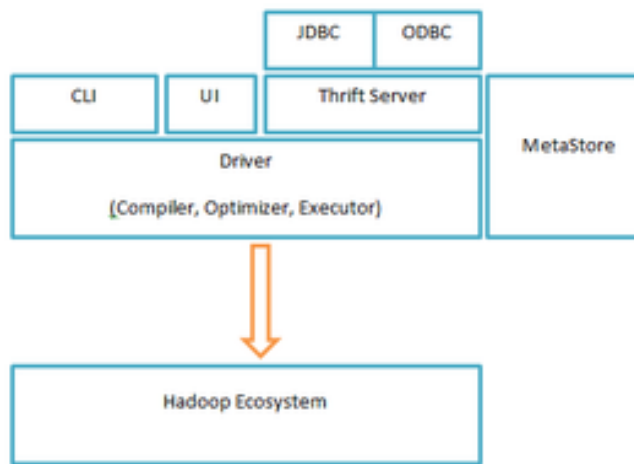 JDBC
ODBC
CLI
UI
Thrift Server
MetaStore
Driver
(Compiler, Optimizer, Executor)
Hadoop Ecosystem